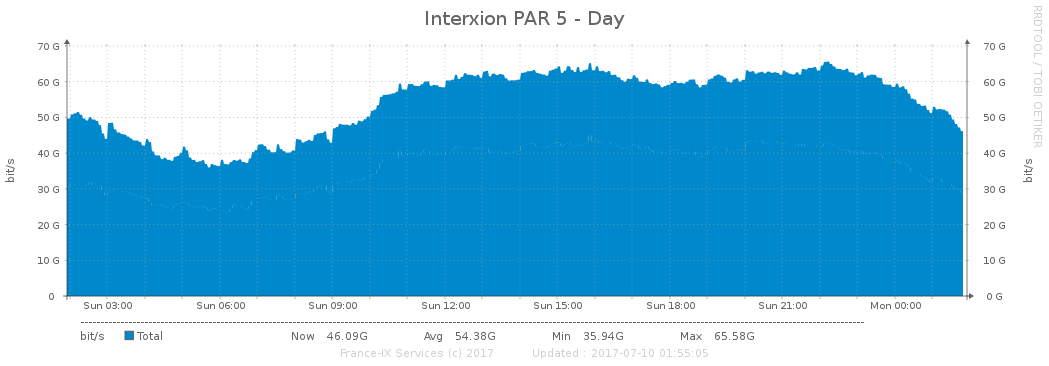 Interxion PAR 5 - Day
RRDTOOL / TOBI OETIKER
70 G 70 G
60 G 60 G
50 G 50 G
40 G 40 G
30 G 30 G
20 G 20 G
10 G 10 G
0 0 G
bit/s bit/s
Sun 03:00 Sun 06:00 Sun 09:00 Sun 12:00 Sun 15:00 Sun 18:00 Sun 21:00 Mon 00:00
bit/s Total Now 46.09G Avg 54.38G Min 35.94G Max 65.58G
France-IX Services (c) 2017 Updated : 2017-07-10 01:55:05